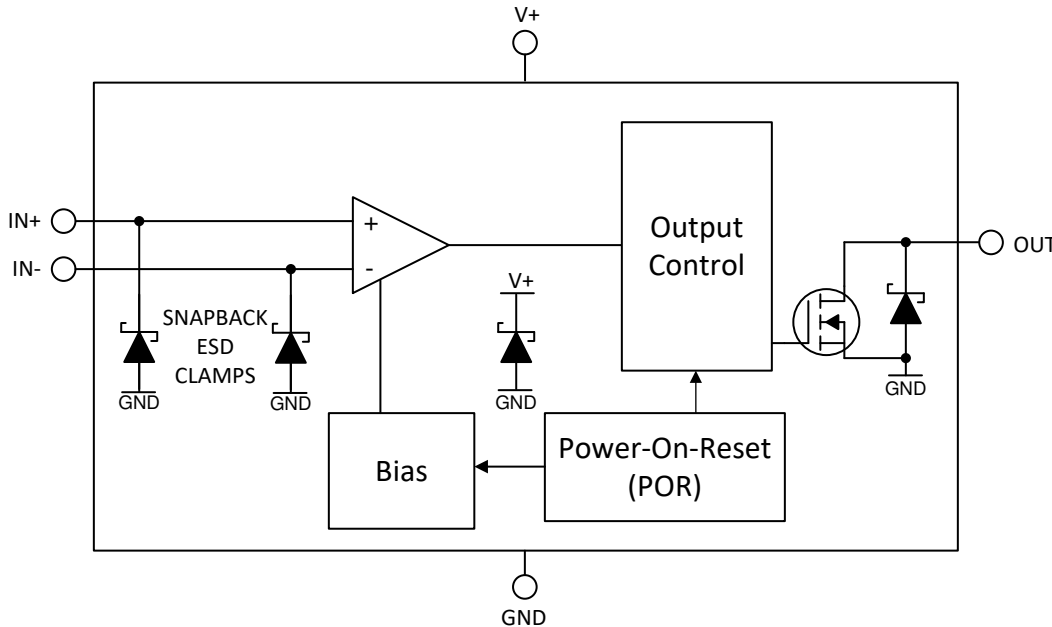 V+
IN+
IN-
+
-
Output
Control
OUT
V+
SNAPBACK
ESD
CLAMPS
GND
GND
GND
GND
Bias
Power-On-Reset
(POR)
GND